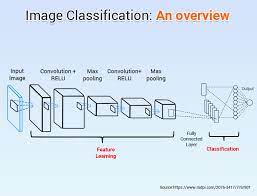 Image Classification: An overview
Input
Image
Convolution +
RELU
Max
pooling
Convolution+
RELU
Max
pooling
Output
Feature
Learning
Fully
Connected
Layer
Classification